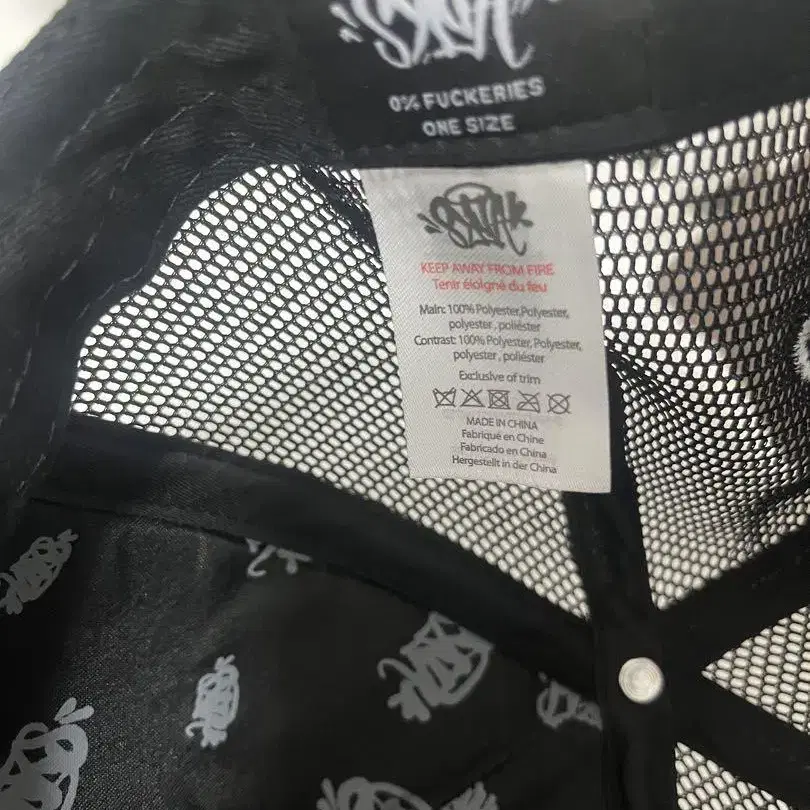 0% FUCKERIES
ONE SIZE
KEEP AWAY FROM FIRE
Tenir éloigné du feu
Main: 100% Polyester,Polyester,
polyester , poliéster
Contrast: 100% Polyester, Polyester,
polyester , poliéster
Exclusive of trim
MADE IN CHINA
Fabriqué en Chine
Fabricado en China
Hergestellt in der China